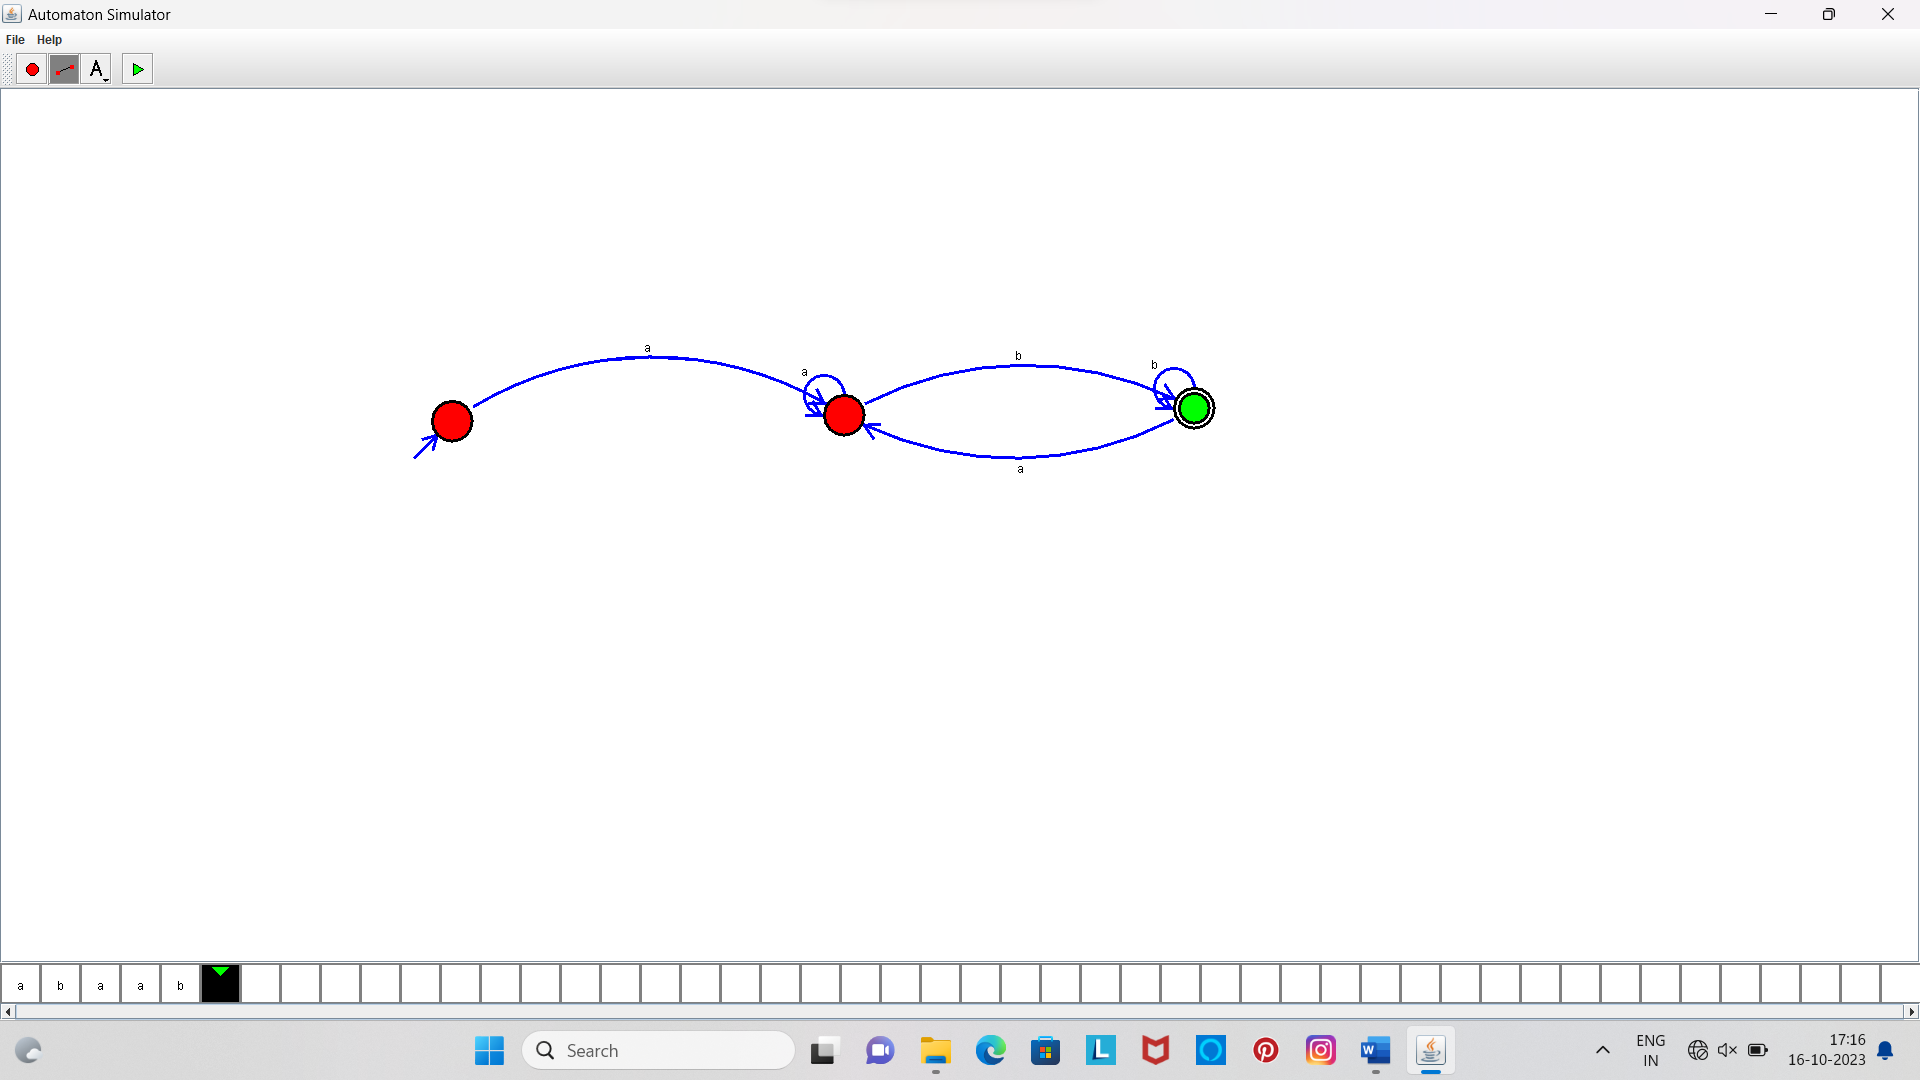 Automaton Simulator
File Help
A
a
a
b
b
a
a b a a b
Search
L
W
ENG
IN
17:16
16-10-2023